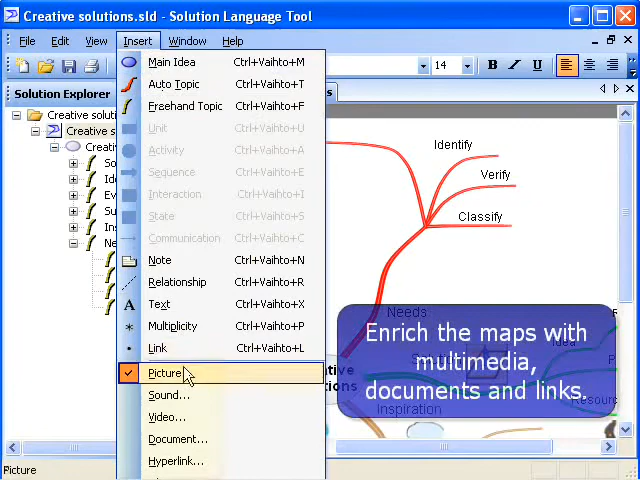 Creative solutions.sld - Solution Language Tool
File Edit View Insert Window Help
14 B I U
Solution Explorer
Creative
Creative s
Main Idea Ctrl+Vaihto+M
Auto Topic Ctrl+Vaihto+T
Freehand Topic Ctrl+Vaihto+F
Unit Ctrl+Vaihto+U
Activity Ctrl+Vaihto+A
Sequence Ctrl+Vaihto+E
Interaction Ctrl+Vaihto+I
State Ctrl+Vaihto+S
Communication Ctrl+Vaihto+C
Note Ctrl+Vaihto+N
Relationship Ctrl+Vaihto+R
Text Ctrl+Vaihto+X
Multiplicity Ctrl+Vaihto+P
Link Ctrl+Vaihto+L
Picture
Sound...
Video...
Document...
Hyperlink...
Identify
Verify
Classify
Needs
Idea
Enrich the maps with
multimedia,
documents and links.
Inspiration
Picture